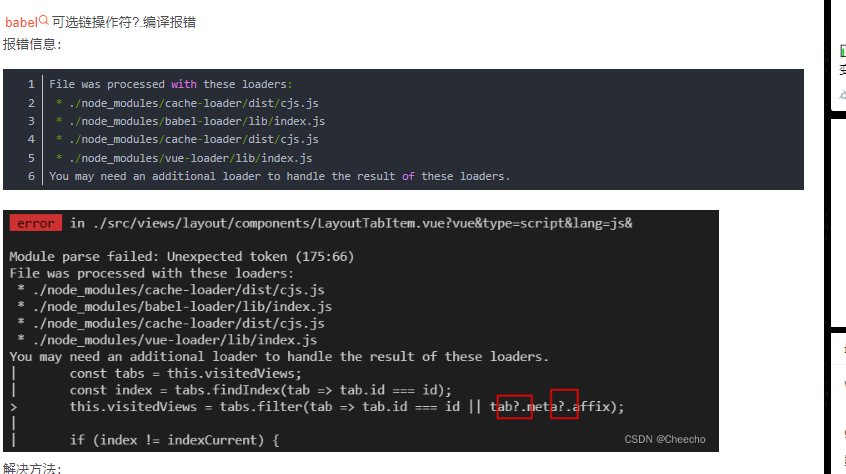 babel 可选链操作符?.编译报错
报错信息：
1 File was processed with these loaders:
2  * ./node_modules/cache-loader/dist/cjs.js
3  * ./node_modules/babel-loader/lib/index.js
4  * ./node_modules/cache-loader/dist/cjs.js
5  * ./node_modules/vue-loader/lib/index.js
6 You may need an additional loader to handle the result of these loaders.
error in ./src/views/layout/components/LayoutTabItem.vue?vue&type=script&lang=js&
Module parse failed: Unexpected token (175:66)
File was processed with these loaders:
 * ./node_modules/cache-loader/dist/cjs.js
 * ./node_modules/babel-loader/lib/index.js
 * ./node_modules/cache-loader/dist/cjs.js
 * ./node_modules/vue-loader/lib/index.js
You may need an additional loader to handle the result of these loaders.
|       const tabs = this.visitedViews;
|       const index = tabs.findIndex(tab => tab.id === id);
>       this.visitedViews = tabs.filter(tab => tab.id === id || tab?.meta?.affix);
|
|       if (index != indexCurrent) {
CSDN @Cheecho
解决方法：